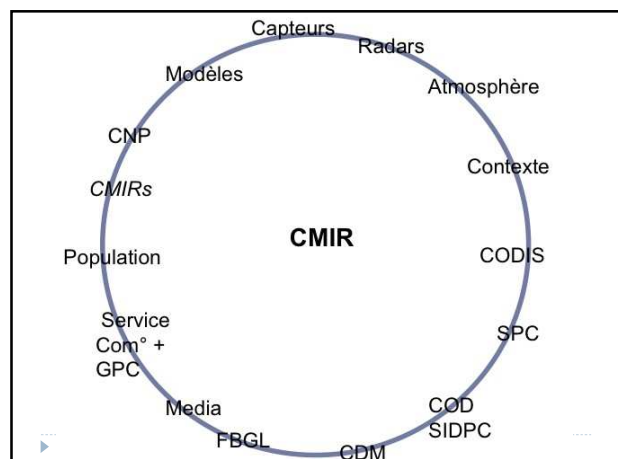 Capteurs
Radars
Modèles
Atmosphère
CNP
Contexte
CMIRs
CMIR
Population
CODIS
Service
Com° +
GPC
SPC
Media
COD
SIDPC
FBGL
CDM